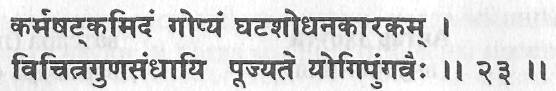 कर्मषट्कमिदं गोप्यं घटशोधनकारकम् ।
विचित्रगुणसंधायि पूज्यते योगिपुंगवैः ।। २३ ।।